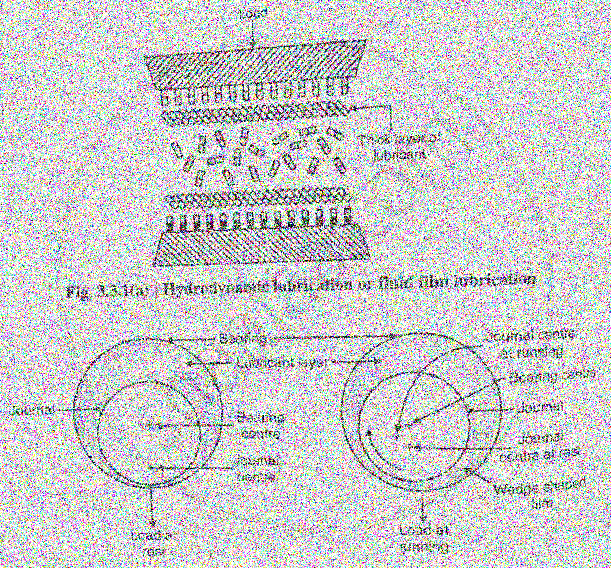 Load
Thick layer of
lubricant
Fig. 3.3.1(a) : Hydrodynamic lubrication or fluid film lubrication
Bearing
Lubricant layer
Journal
Bearing
centre
Journal
centre
Load at
rest
Journal centre
at running
Bearing centre
Journal
Journal
centre at rest
Wedge shaped
film
Load at
running